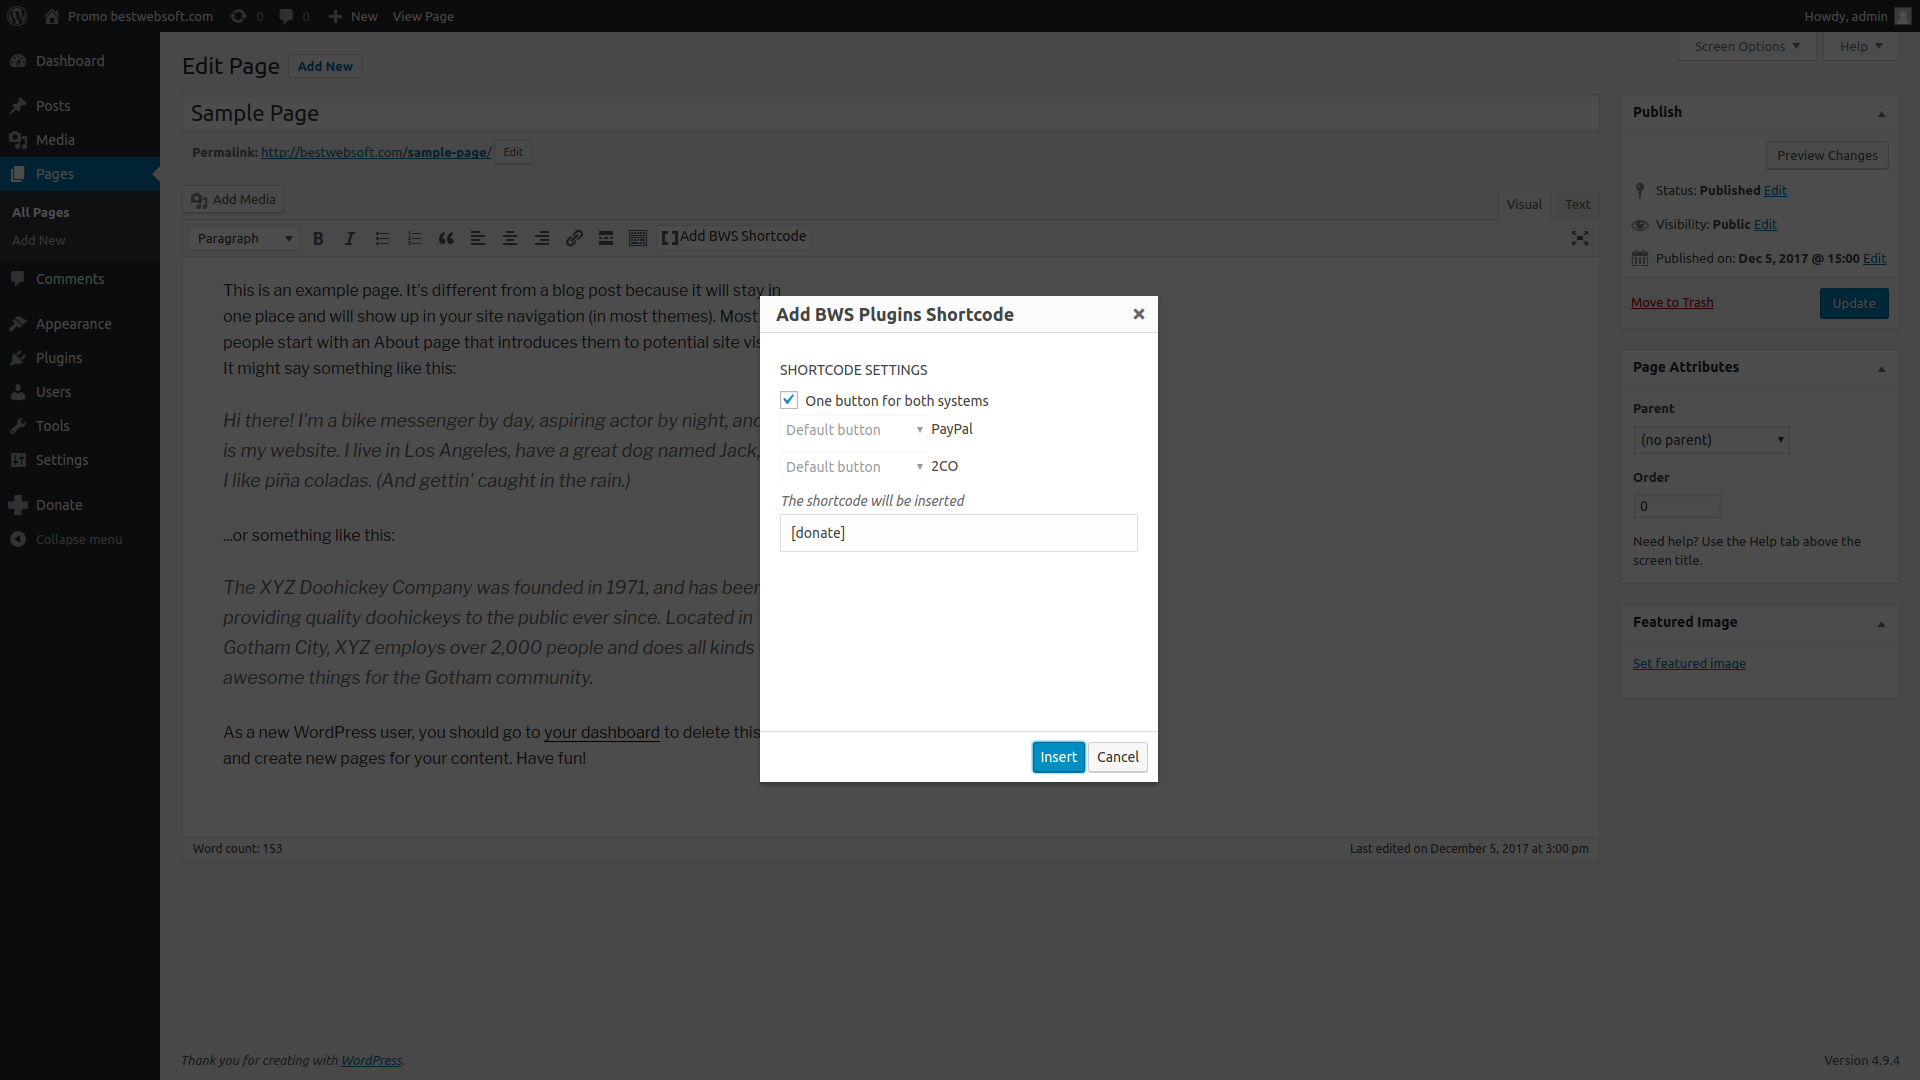 Promo bestwebsoft.com 0 0 New View Page Howdy, admin
Dashboard
Posts
Media
Pages
All Pages
Add New
Comments
Appearance
Plugins
Users
Tools
Settings
Donate
Collapse menu
Screen Options Help
Edit Page Add New
Sample Page
Permalink: http://bestwebsoft.com/sample-page/ Edit
Add Media
Visual Text
Paragraph B I Add BWS Shortcode
This is an example page. It's different from a blog post because it will stay in
one place and will show up in your site navigation (in most themes). Most
people start with an About page that introduces them to potential site
It might say something like this:
Hi there! I'm a bike messenger by day, aspiring actor by night,
is my website. I live in Los Angeles, have a great dog named Jack,
I like piña coladas. (And gettin' caught in the rain.)
...or something like this:
The XYZ Doohickey Company was founded in 1971, and has been
providing quality doohickeys to the public ever since. Located in
Gotham City, XYZ employs over 2,000 people and does all kinds
awesome things for the Gotham community.
As a new WordPress user, you should go to your dashboard to delete this
and create new pages for your content. Have fun!
Word count: 153 Last edited on December 5, 2017 at 3:00 pm
Add BWS Plugins Shortcode
SHORTCODE SETTINGS
One button for both systems
Default button PayPal
Default button 2CO
The shortcode will be inserted
[donate]
Insert Cancel
Publish
Preview Changes
Status: Published Edit
Visibility: Public Edit
Published on: Dec 5, 2017 @ 15:00 Edit
Move to Trash Update
Page Attributes
Parent
(no parent)
Order
0
Need help? Use the Help tab above the
screen title.
Featured Image
Set featured image
Thank you for creating with WordPress. Version 4.9.4